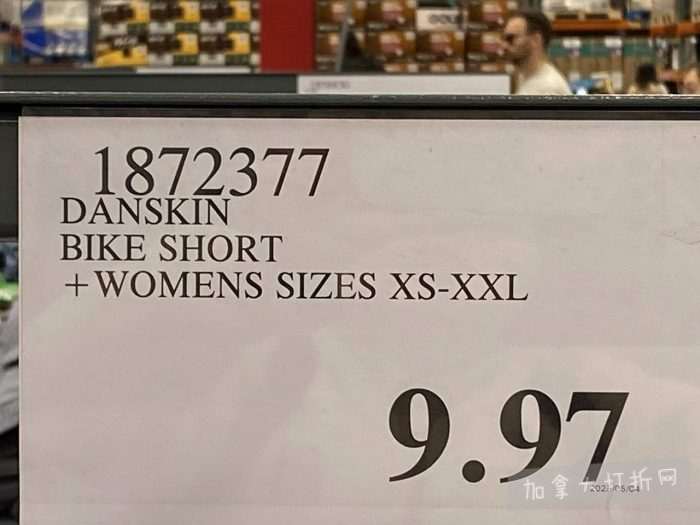 1872377
DANSKIN
BIKE SHORT
+WOMENS SIZES XS-XXL
9.97
加拿大打折网